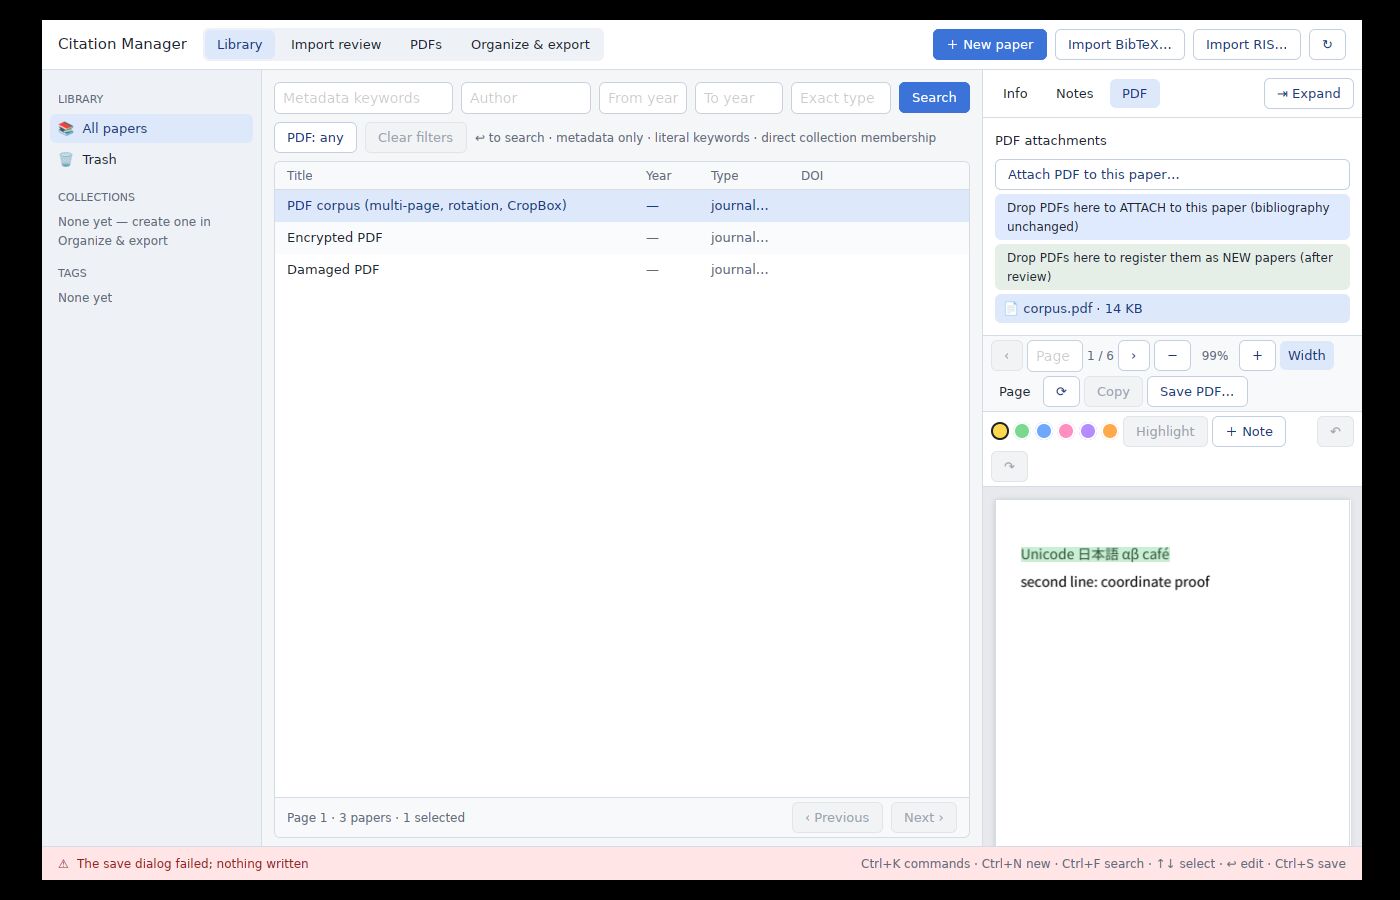 Citation Manager
Library
Import review
PDFs
Organize & export
+ New paper
Import BibTeX…
Import RIS…
↻
LIBRARY
📚 All papers
🗑️ Trash
COLLECTIONS
None yet — create one in
Organize & export
TAGS
None yet
Metadata keywords
Author
From year
To year
Exact type
Search
PDF: any
Clear filters
↩ to search · metadata only · literal keywords · direct collection membership
Title Year Type DOI
PDF corpus (multi-page, rotation, CropBox) — journal…
Encrypted PDF — journal…
Damaged PDF — journal…
Page 1 · 3 papers · 1 selected
‹ Previous
Next ›
Info
Notes
PDF
⇥ Expand
PDF attachments
Attach PDF to this paper…
Drop PDFs here to ATTACH to this paper (bibliography
unchanged)
Drop PDFs here to register them as NEW papers (after
review)
📄 corpus.pdf · 14 KB
‹
Page
1 / 6
›
−
99%
+
Width
Page
⟳
Copy
Save PDF…
Highlight
+ Note
↶
↷
Unicode 日本語 αβ café
second line: coordinate proof
⚠ The save dialog failed; nothing written
Ctrl+K commands · Ctrl+N new · Ctrl+F search · ↑↓ select · ↩ edit · Ctrl+S save